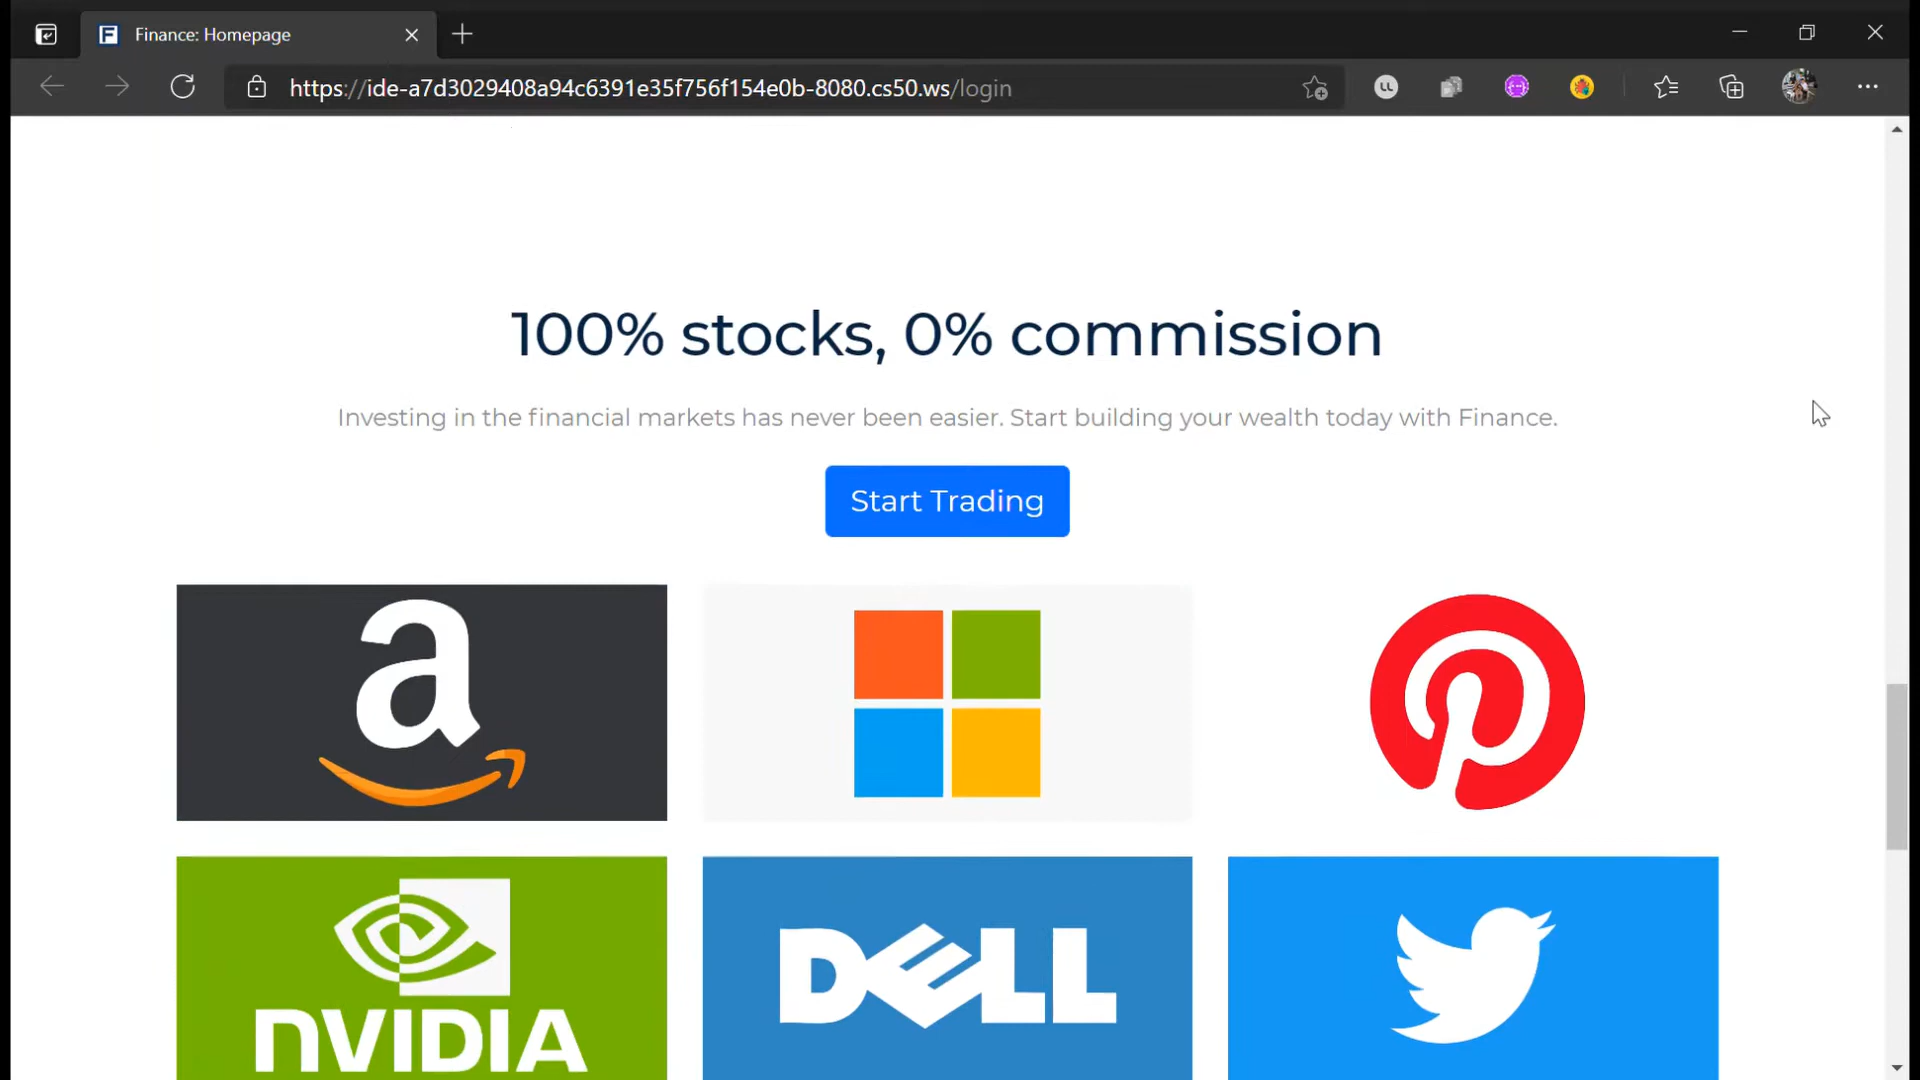 Finance: Homepage
https://ide-a7d3029408a94c6391e35f756f154e0b-8080.cs50.ws/login
100% stocks, 0% commission
Investing in the financial markets has never been easier. Start building your wealth today with Finance.
Start Trading
a
NVIDIA
DELL